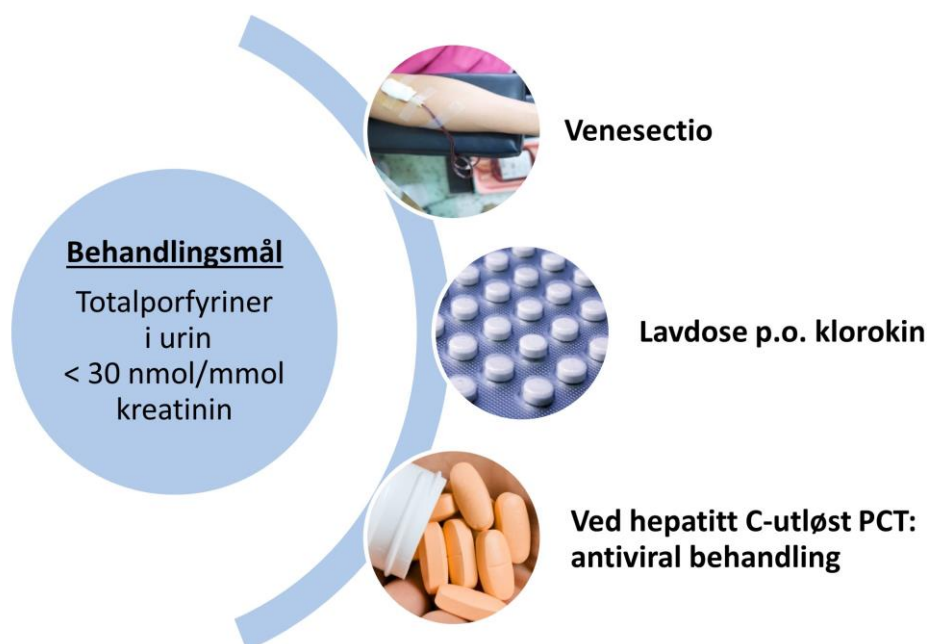 Behandlingsmål
Totalporfyriner
i urin
< 30 nmol/mmol
kreatinin
Venesectio
Lavdose p.o. klorokin
Ved hepatitt C-utløst PCT:
antiviral behandling